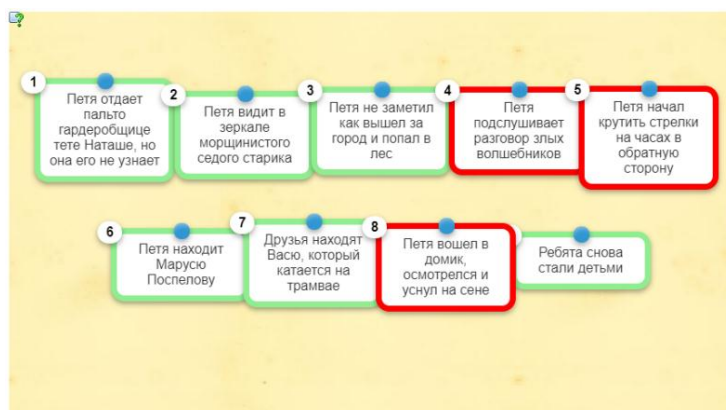 1
Петя отдает
пальто
гардеробщице
тете Наташе, но
она его не узнает
2
Петя видит в
зеркале
морщинистого
седого старика
3
Петя не заметил
как вышел за
город и попал в
лес
4
Петя
подслушивает
разговор злых
волшебников
5
Петя начал
крутить стрелки
на часах в
обратную
сторону
6
Петя находит
Марусю
Поспелову
7
Друзья находят
Васю, который
катается на
трамвае
8
Петя вошел в
домик,
осмотрелся и
уснул на сене
Ребята снова
стали детьми